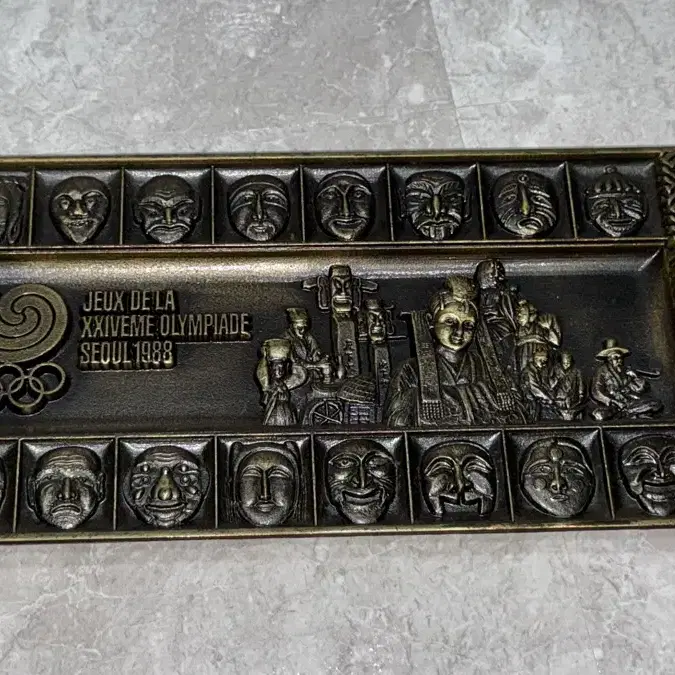 JEUX DE LA
XXIVEME OLYMPIADE
SEOUL 1988